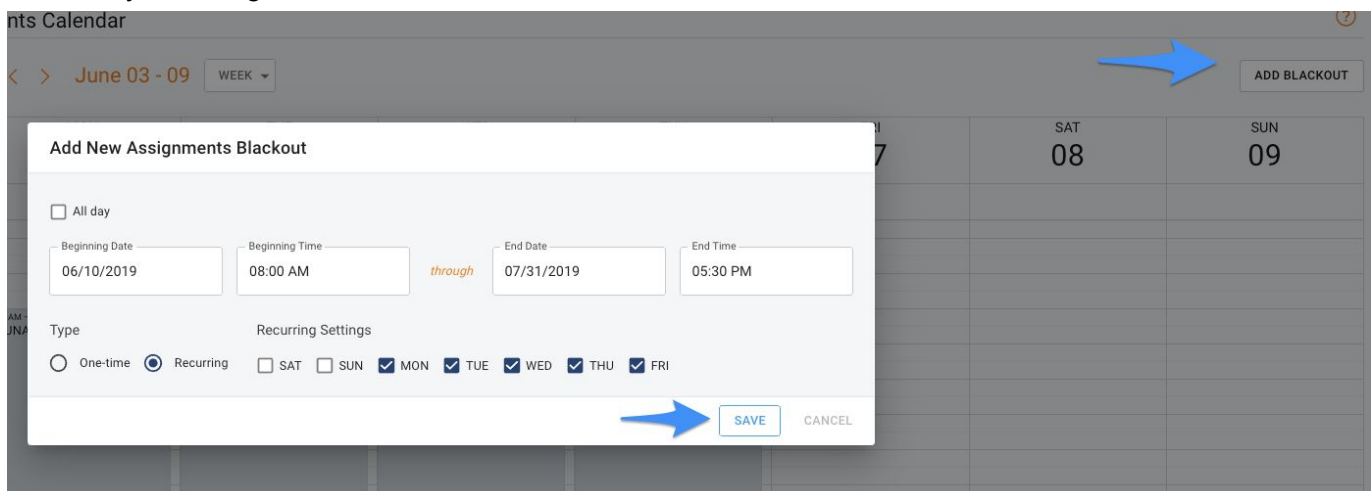 nts Calendar
?
< > June 03 - 09 WEEK ADD BLACKOUT
SAT SUN
7 08 09
Add New Assignments Blackout
All day
Beginning Date Beginning Time End Date End Time
06/10/2019 08:00 AM through 07/31/2019 05:30 PM
AM -
Type Recurring Settings
One-time Recurring SAT SUN MON TUE WED THU FRI
SAVE CANCEL